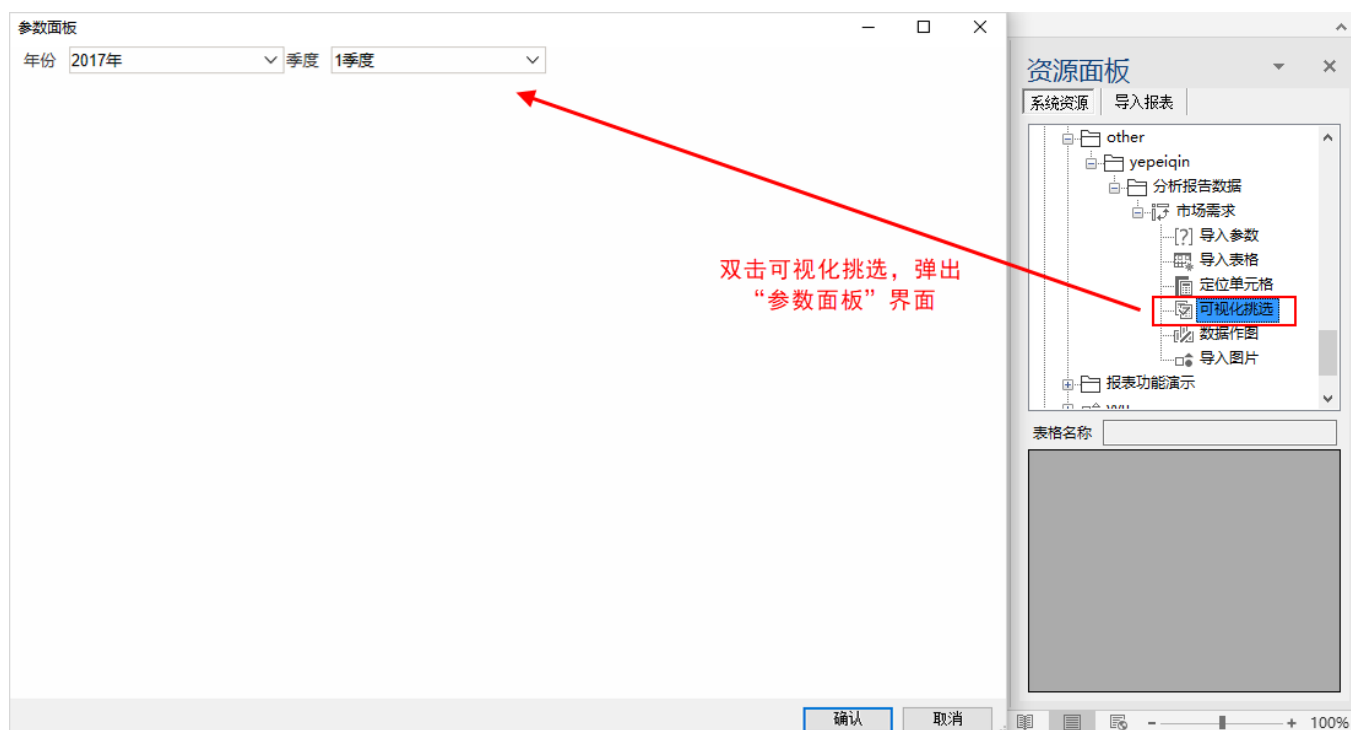 参数面板
年份 2017年 季度 1季度
双击可视化挑选，弹出
“参数面板”界面
确认 取消
资源面板
系统资源 导入报表
other
yepeiqin
分析报告数据
市场需求
[?] 导入参数
导入表格
定位单元格
可视化挑选
数据作图
导入图片
报表功能演示
表格名称
100%